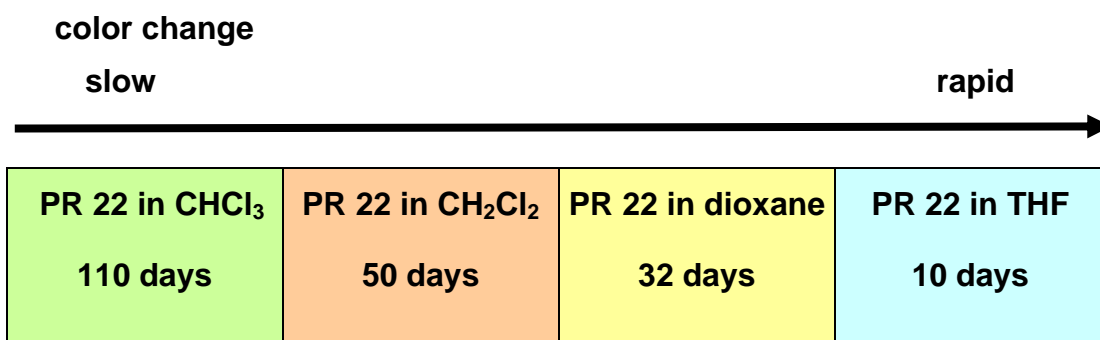 color change
slow rapid
PR 22 in CHCl₃ PR 22 in CH₂Cl₂ PR 22 in dioxane PR 22 in THF
110 days 50 days 32 days 10 days